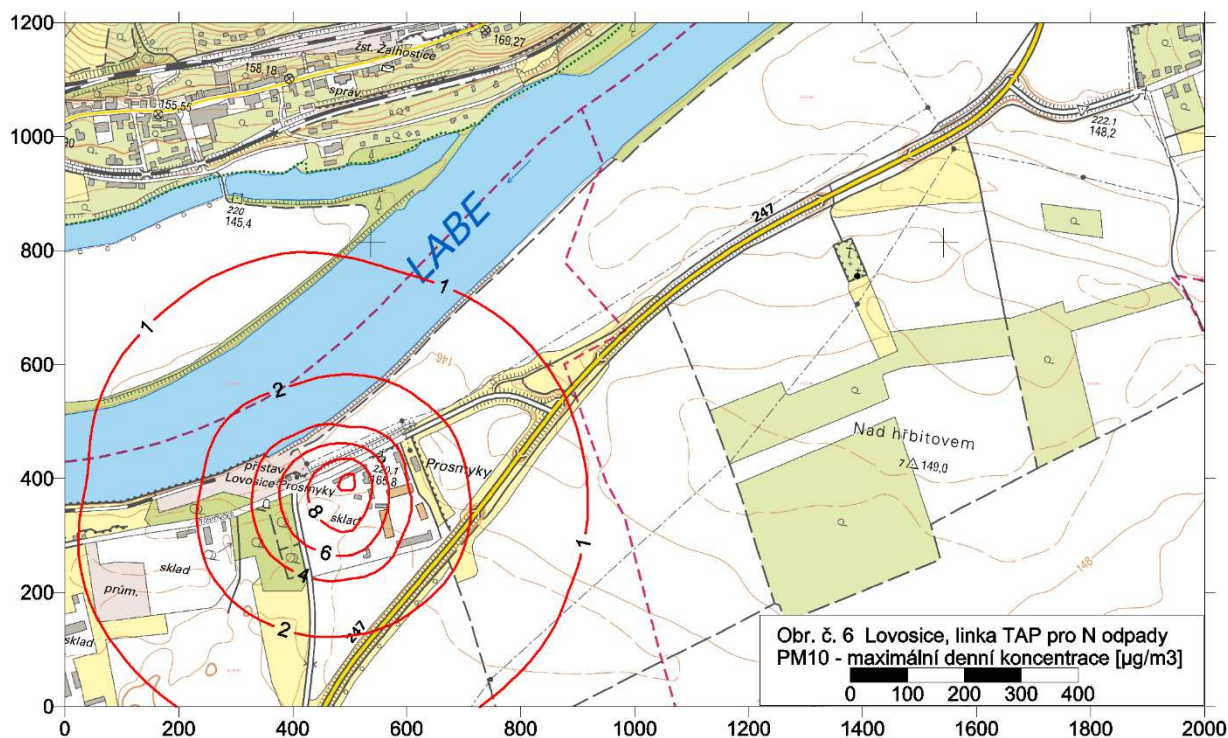 1200
1000
800
600
400
200
0
0
200
400
600
800
1000
1200
1400
1600
1800
2000
169,27
žst. Žalhostice
158,18
správ.
155,55
90
220
145,4
LABE
247
222.1
148,2
1
1
1
2
2
4
6
8
146
přístav
Lovosice-Prosmyky
220.1
165,8
Prosmyky
sklad
sklad
prům.
sklad
247
Nad hřbitovem
7 149,0
148
Obr. č. 6 Lovosice, linka TAP pro N odpady
PM10 - maximální denní koncentrace [µg/m3]
0 100 200 300 400